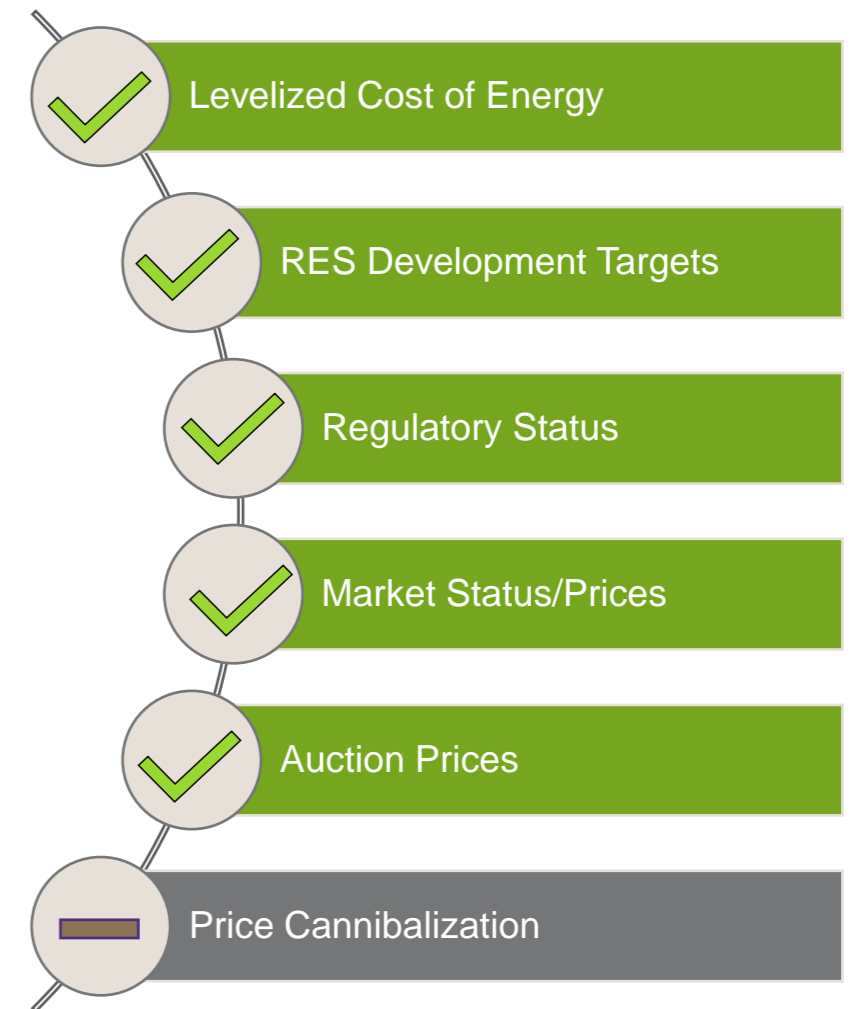 Levelized Cost of Energy
RES Development Targets
Regulatory Status
Market Status/Prices
Auction Prices
Price Cannibalization